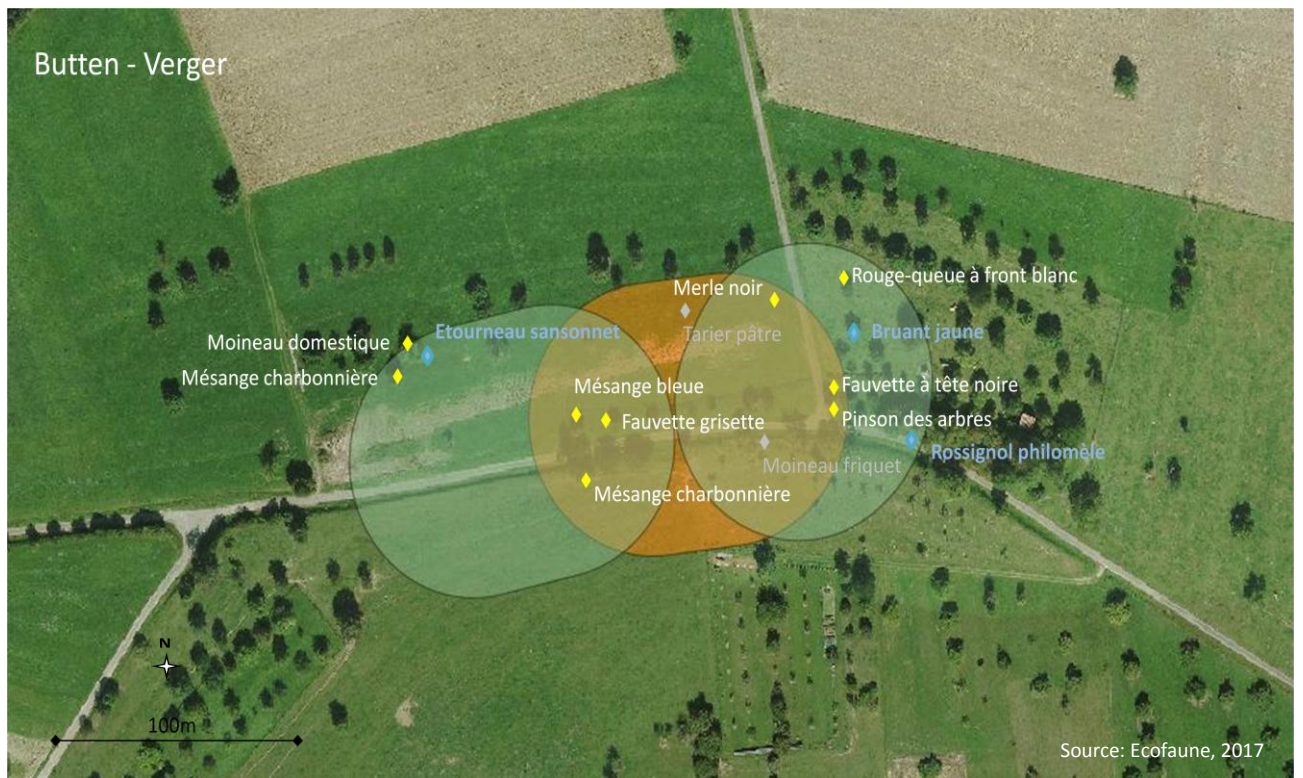 Butten - Verger
Rouge-queue à front blanc
Merle noir
Tarier pâtre
Etourneau sansonnet
Bruant jaune
Moineau domestique
Mésange charbonnière
Mésange bleue
Fauvette à tête noire
Fauvette grisette
Pinson des arbres
Rossignol philomèle
Moineau friquet
Mésange charbonnière
N
100m
Source: Ecofaune, 2017